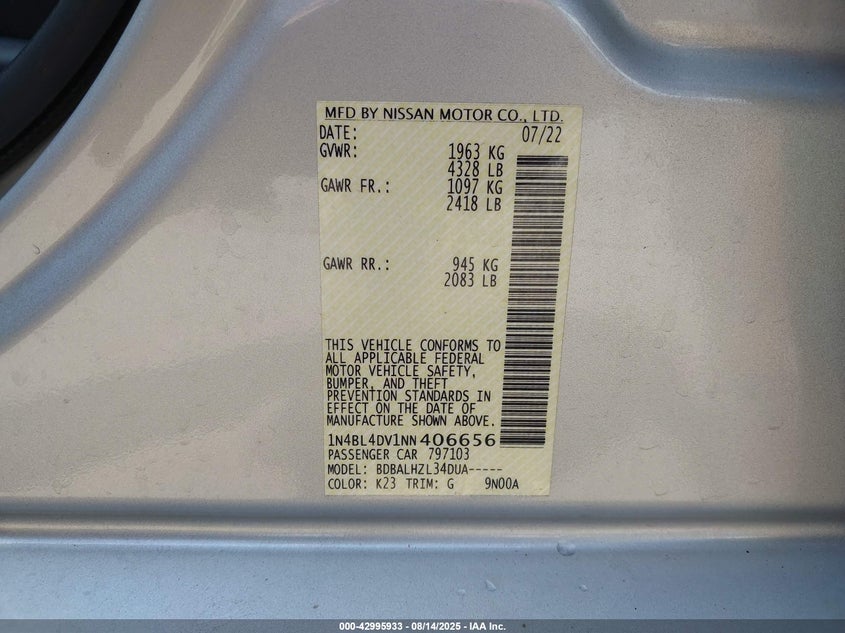 MFD BY NISSAN MOTOR CO., LTD.
DATE: 07/22
GVWR: 1963 KG
4328 LB
GAWR FR.: 1097 KG
2418 LB
GAWR RR.: 945 KG
2083 LB
THIS VEHICLE CONFORMS TO
ALL APPLICABLE FEDERAL
MOTOR VEHICLE SAFETY,
BUMPER, AND THEFT
PREVENTION STANDARDS IN
EFFECT ON THE DATE OF
MANUFACTURE SHOWN ABOVE.
1N4BL4DV1NN406656
PASSENGER CAR 797103
MODEL: BDBALHZL34DUA-----
COLOR: K23 TRIM: G 9N00A
000-42995933 - 08/14/2025 - IAA Inc.